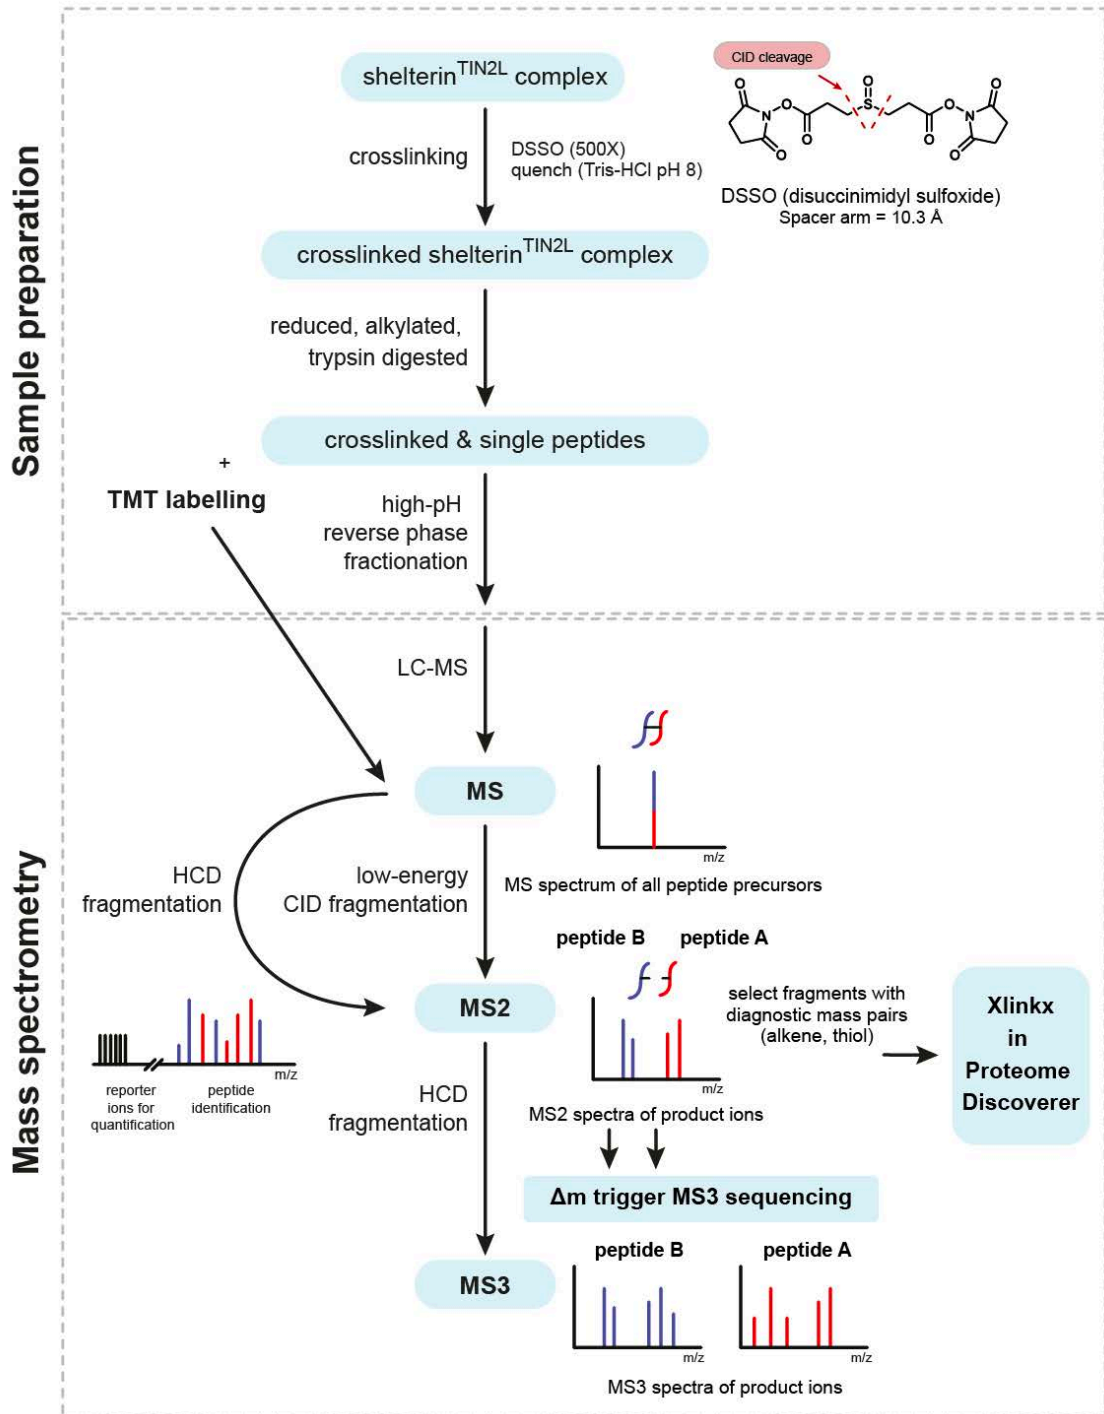 Sample preparation
shelterin^TIN2L complex
crosslinking
DSSO (500X)
quench (Tris-HCl pH 8)
CID cleavage
O
S
O
N
O
O
O
O
O
N
O
O
DSSO (disuccinimidyl sulfoxide)
Spacer arm = 10.3 Å
crosslinked shelterin^TIN2L complex
reduced, alkylated,
trypsin digested
crosslinked & single peptides
+
TMT labelling
high-pH
reverse phase
fractionation
Mass spectrometry
LC-MS
MS
m/z
MS spectrum of all peptide precursors
HCD
fragmentation
low-energy
CID fragmentation
peptide B
peptide A
MS2
m/z
MS2 spectra of product ions
select fragments with
diagnostic mass pairs
(alkene, thiol)
Xlinkx
in
Proteome
Discoverer
m/z
reporter
ions for
quantification
peptide
identification
HCD
fragmentation
Δm trigger MS3 sequencing
MS3
peptide B
m/z
peptide A
m/z
MS3 spectra of product ions